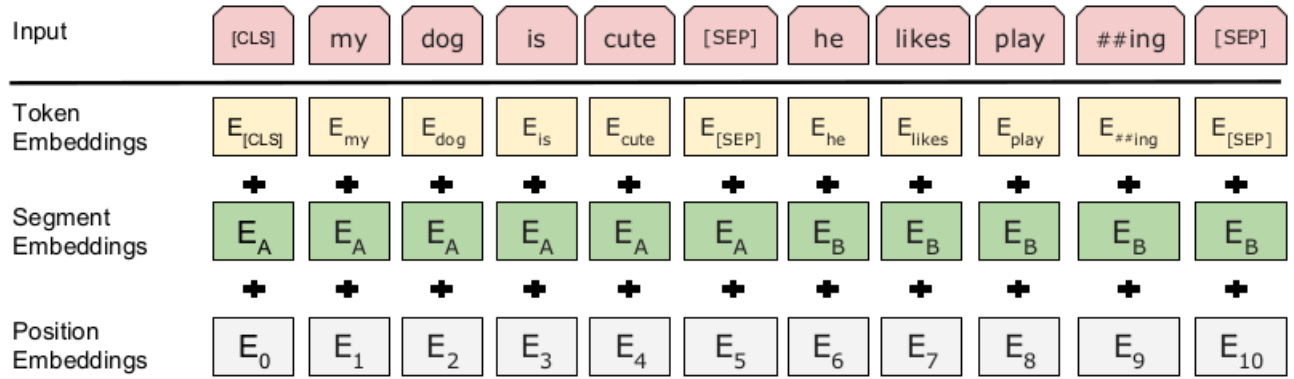 Input [CLS] my dog is cute [SEP] he likes play ##ing [SEP]
Token
Embeddings E[CLS] Emy Edog Eis Ecute E[SEP] Ehe Elikes Eplay E##ing E[SEP]
+ + + + + + + + + + +
Segment
Embeddings EA EA EA EA EA EA EB EB EB EB EB
+ + + + + + + + + + +
Position
Embeddings E0 E1 E2 E3 E4 E5 E6 E7 E8 E9 E10